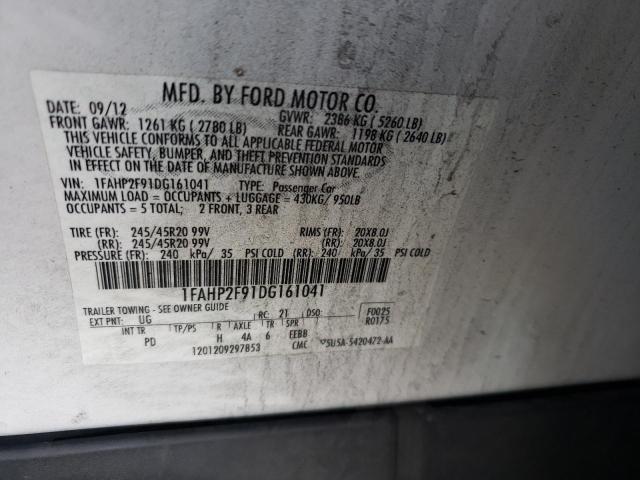 MFD. BY FORD MOTOR CO.
DATE: 09/12 GVWR: 2386 KG ( 5260 LB)
FRONT GAWR: 1261 KG ( 2780 LB) REAR GAWR: 1198 KG ( 2640 LB)
THIS VEHICLE CONFORMS TO ALL APPLICABLE FEDERAL MOTOR
VEHICLE SAFETY, BUMPER, AND THEFT PREVENTION STANDARDS
IN EFFECT ON THE DATE OF MANUFACTURE SHOWN ABOVE.
VIN: 1FAHP2F91DG161041 TYPE: Passenger Car
MAXIMUM LOAD = OCCUPANTS + LUGGAGE = 430KG/ 950LB
OCCUPANTS = 5 TOTAL; 2 FRONT, 3 REAR
TIRE (FR): 245/45R20 99V RIMS (FR): 20X8.0J
(RR): 245/45R20 99V (RR): 20X8.0J
PRESSURE (FR): 240 kPa/ 35 PSI COLD (RR): 240 kPa/ 35 PSI COLD
1FAHP2F91DG161041
TRAILER TOWING - SEE OWNER GUIDE
EXT PNT: UG RC: 21 DSO: F0025
R0175
INT TR TP/PS R AXLE TR SPR
PD H 4A 6 EEBB
1201209297853 CMC 5U5A-5420472-AA